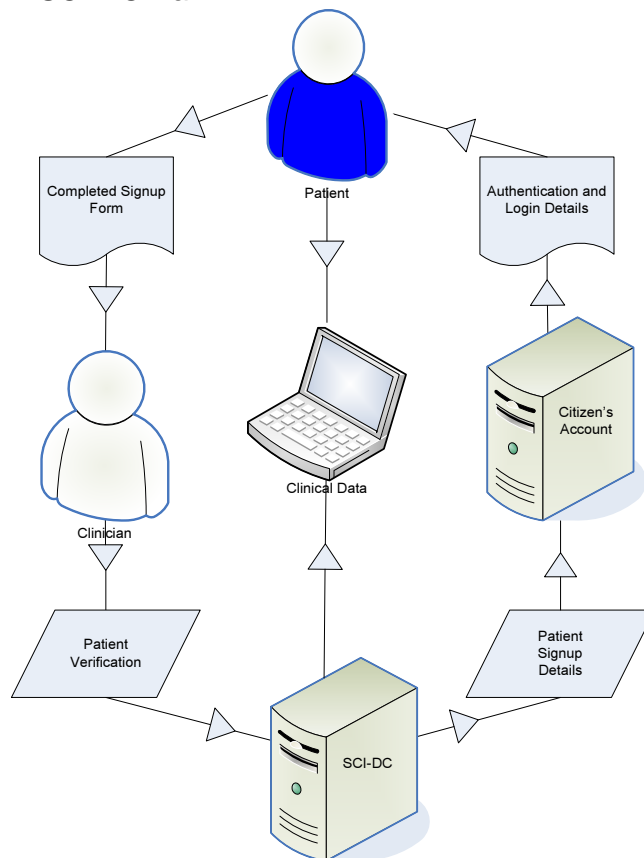 Patient
Completed Signup
Form
Authentication and
Login Details
Clinician
Clinical Data
Citizen's
Account
Patient
Verification
Patient
Signup
Details
SCI-DC